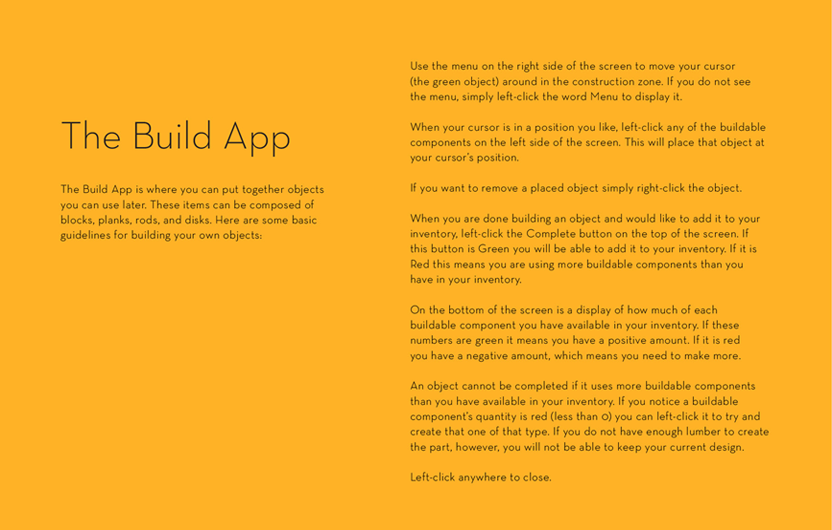 The Build App
The Build App is where you can put together objects
you can use later. These items can be composed of
blocks, planks, rods, and disks. Here are some basic
guidelines for building your own objects:
Use the menu on the right side of the screen to move your cursor
(the green object) around in the construction zone. If you do not see
the menu, simply left-click the word Menu to display it.
When your cursor is in a position you like, left-click any of the buildable
components on the left side of the screen. This will place that object at
your cursor's position.
If you want to remove a placed object simply right-click the object.
When you are done building an object and would like to add it to your
inventory, left-click the Complete button on the top of the screen. If
this button is Green you will be able to add it to your inventory. If it is
Red this means you are using more buildable components than you
have in your inventory.
On the bottom of the screen is a display of how much of each
buildable component you have available in your inventory. If these
numbers are green it means you have a positive amount. If it is red
you have a negative amount, which means you need to make more.
An object cannot be completed if it uses more buildable components
than you have available in your inventory. If you notice a buildable
component's quantity is red (less than 0) you can left-click it to try and
create that one of that type. If you do not have enough lumber to create
the part, however, you will not be able to keep your current design.
Left-click anywhere to close.